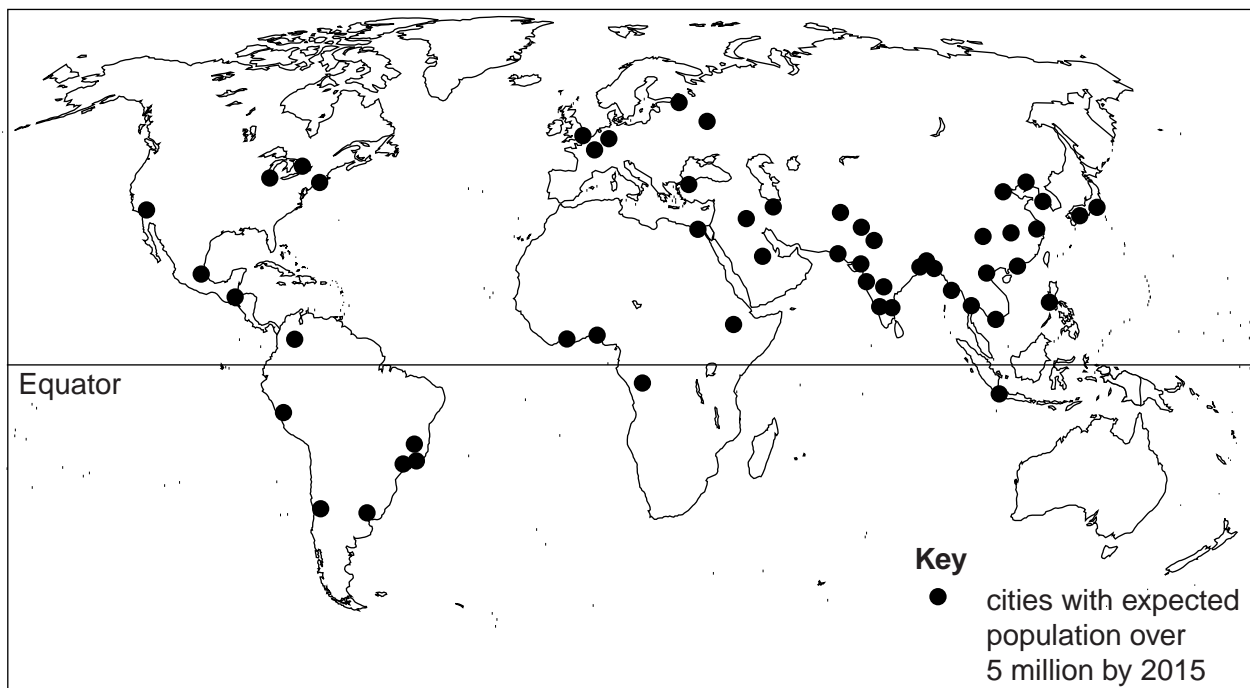 Equator
Key
cities with expected
population over
5 million by 2015